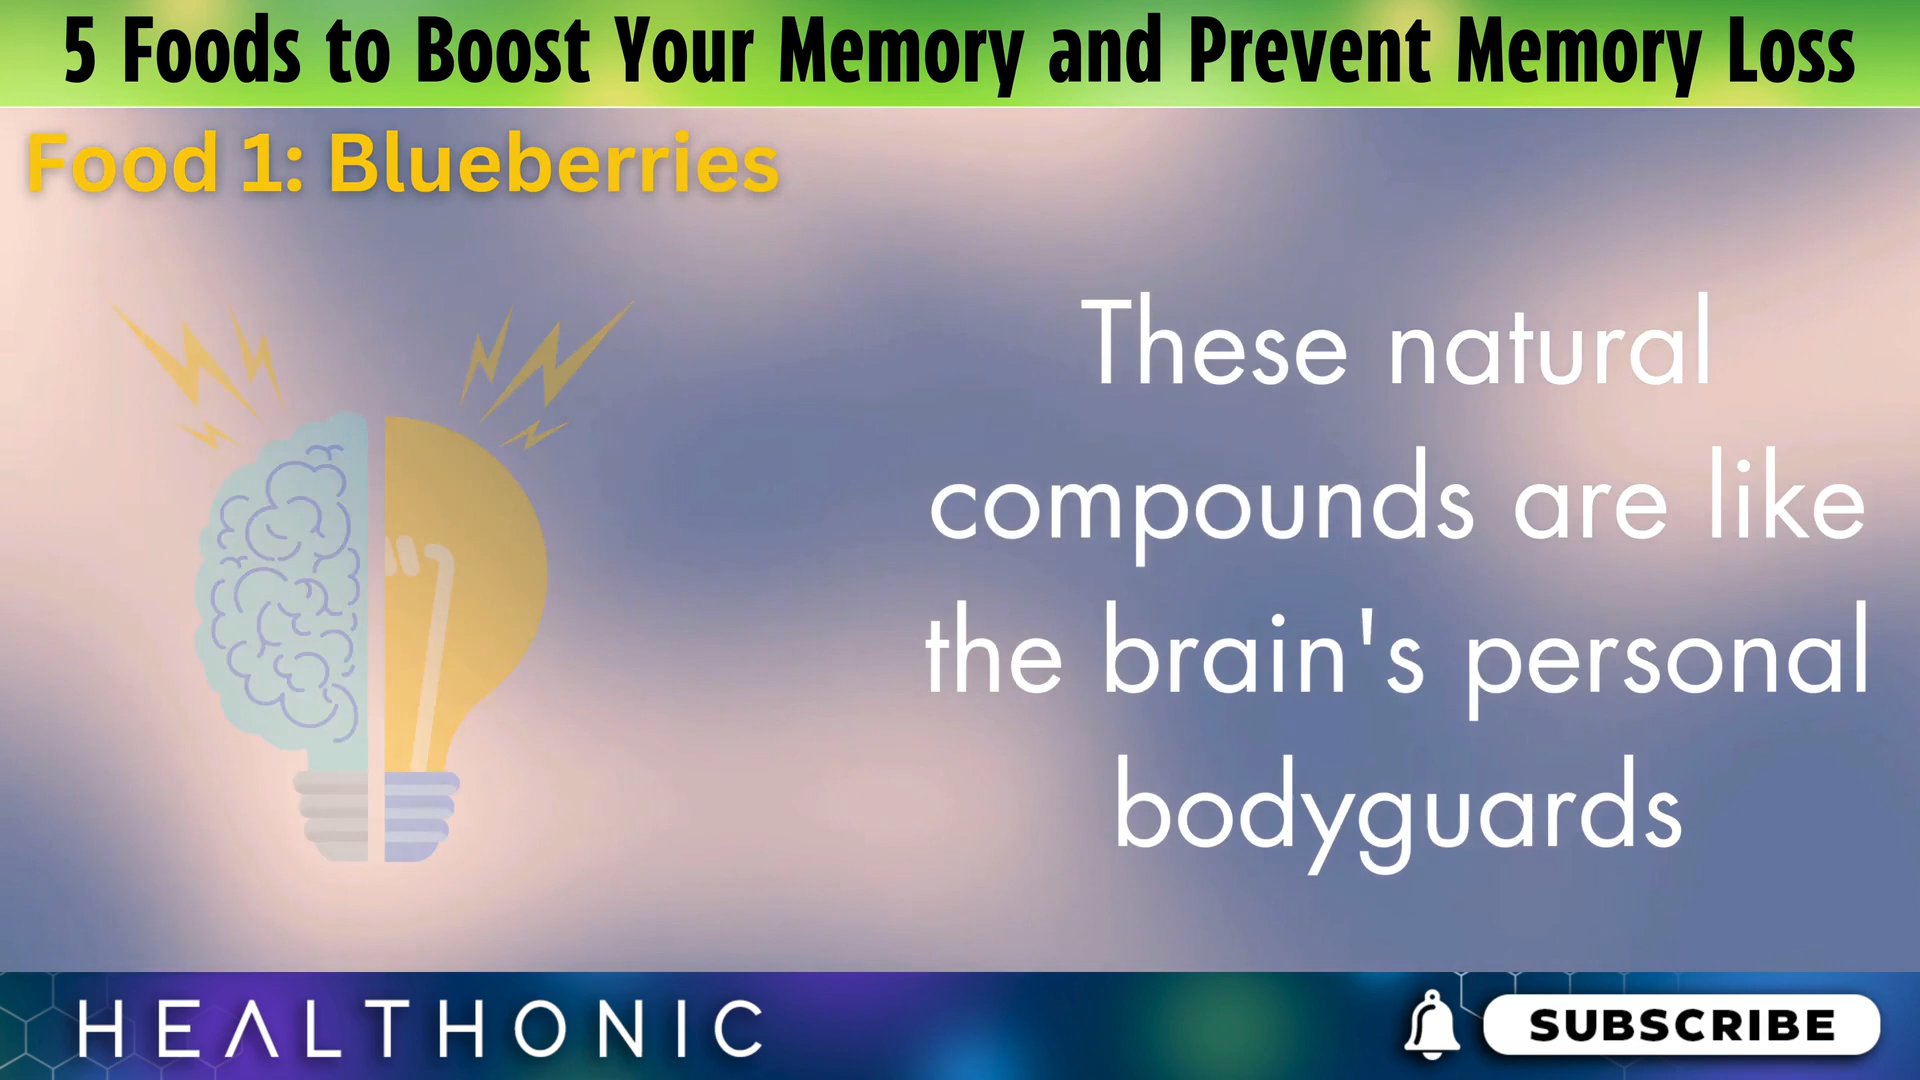 5 Foods to Boost Your Memory and Prevent Memory Loss
Food 1: Blueberries
These natural
compounds are like
the brain's personal
bodyguards
HEALTHONIC
SUBSCRIBE